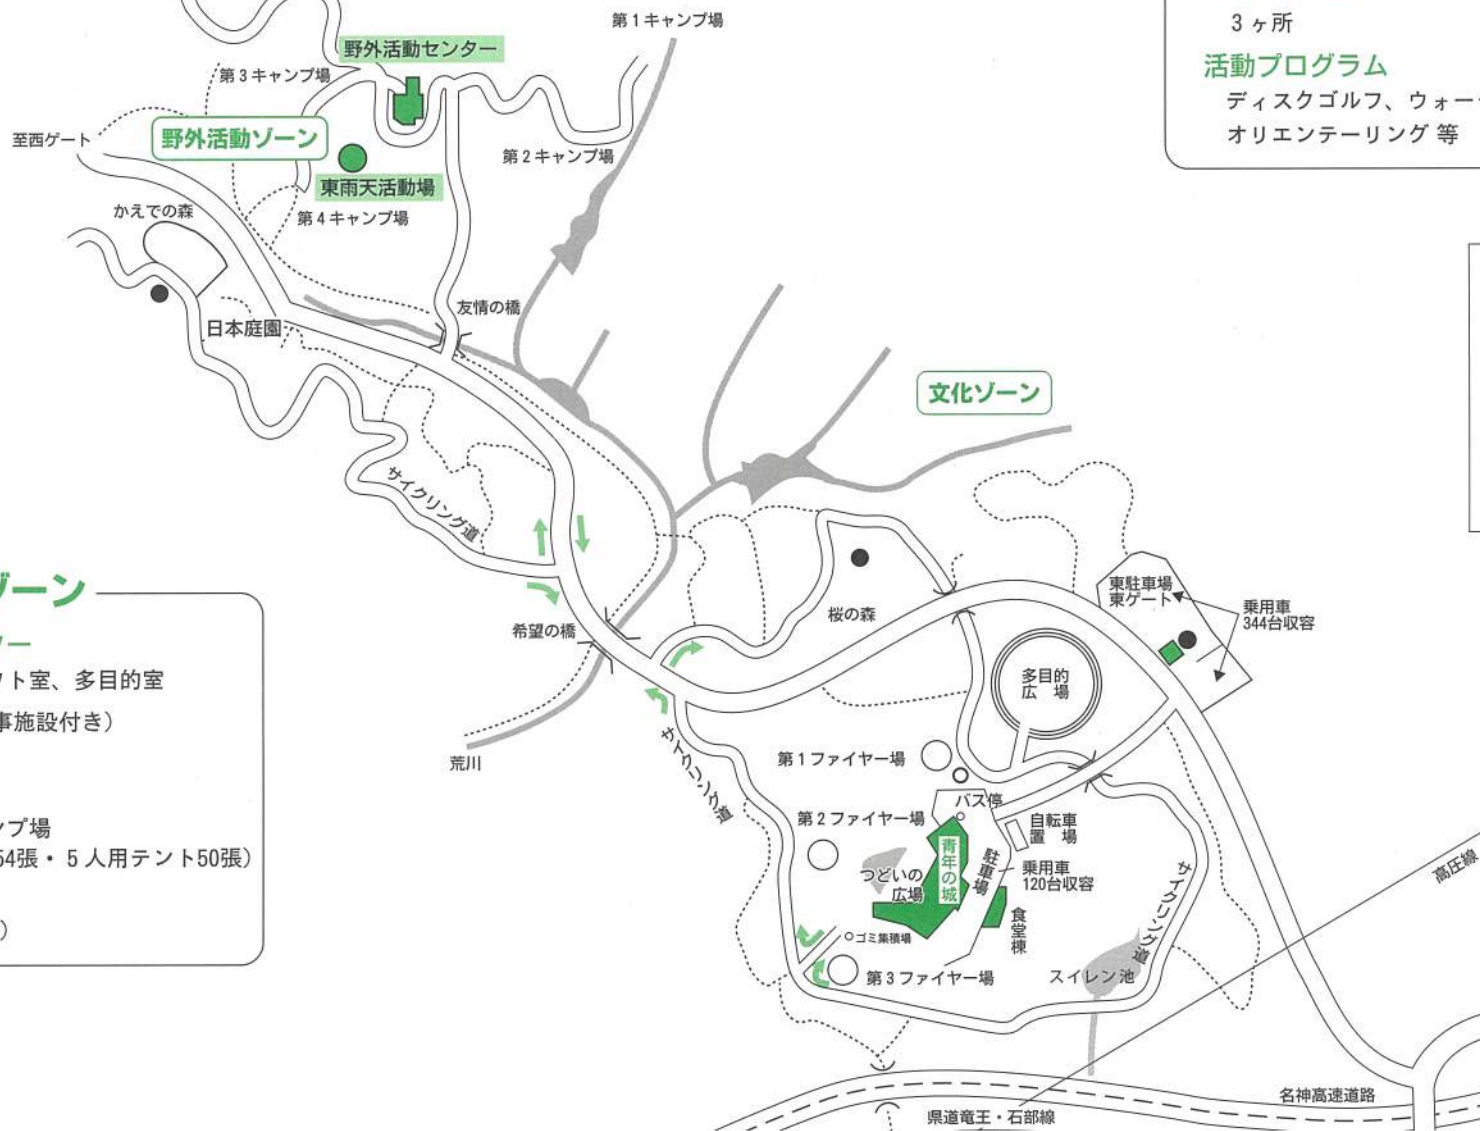 第1キャンプ場
3ヶ所
野外活動センター
活動プログラム
第3キャンプ場
ディスクゴルフ、ウォー
オリエンテーリング 等
至西ゲート
野外活動ゾーン
第2キャンプ場
東雨天活動場
かえでの森
第4キャンプ場
友情の橋
日本庭園
文化ゾーン
サイクリング道
ゾーン
東駐車場
東ゲート
乗用車
344台収容
桜の森
希望の橋
ト室、多目的室
事施設付き）
多目的
広 場
荒川
サイクリング道
第1ファイヤー場
バス停
第2ファイヤー場
自転車
置 場
ンプ場
54張・5人用テント50張）
青年の城
駐車場
つどいの
広場
乗用車
120台収容
サイクリング道
高圧線
食堂棟
ゴミ集積場
）
第3ファイヤー場
スイレン池
名神高速道路
県道竜王・石部線